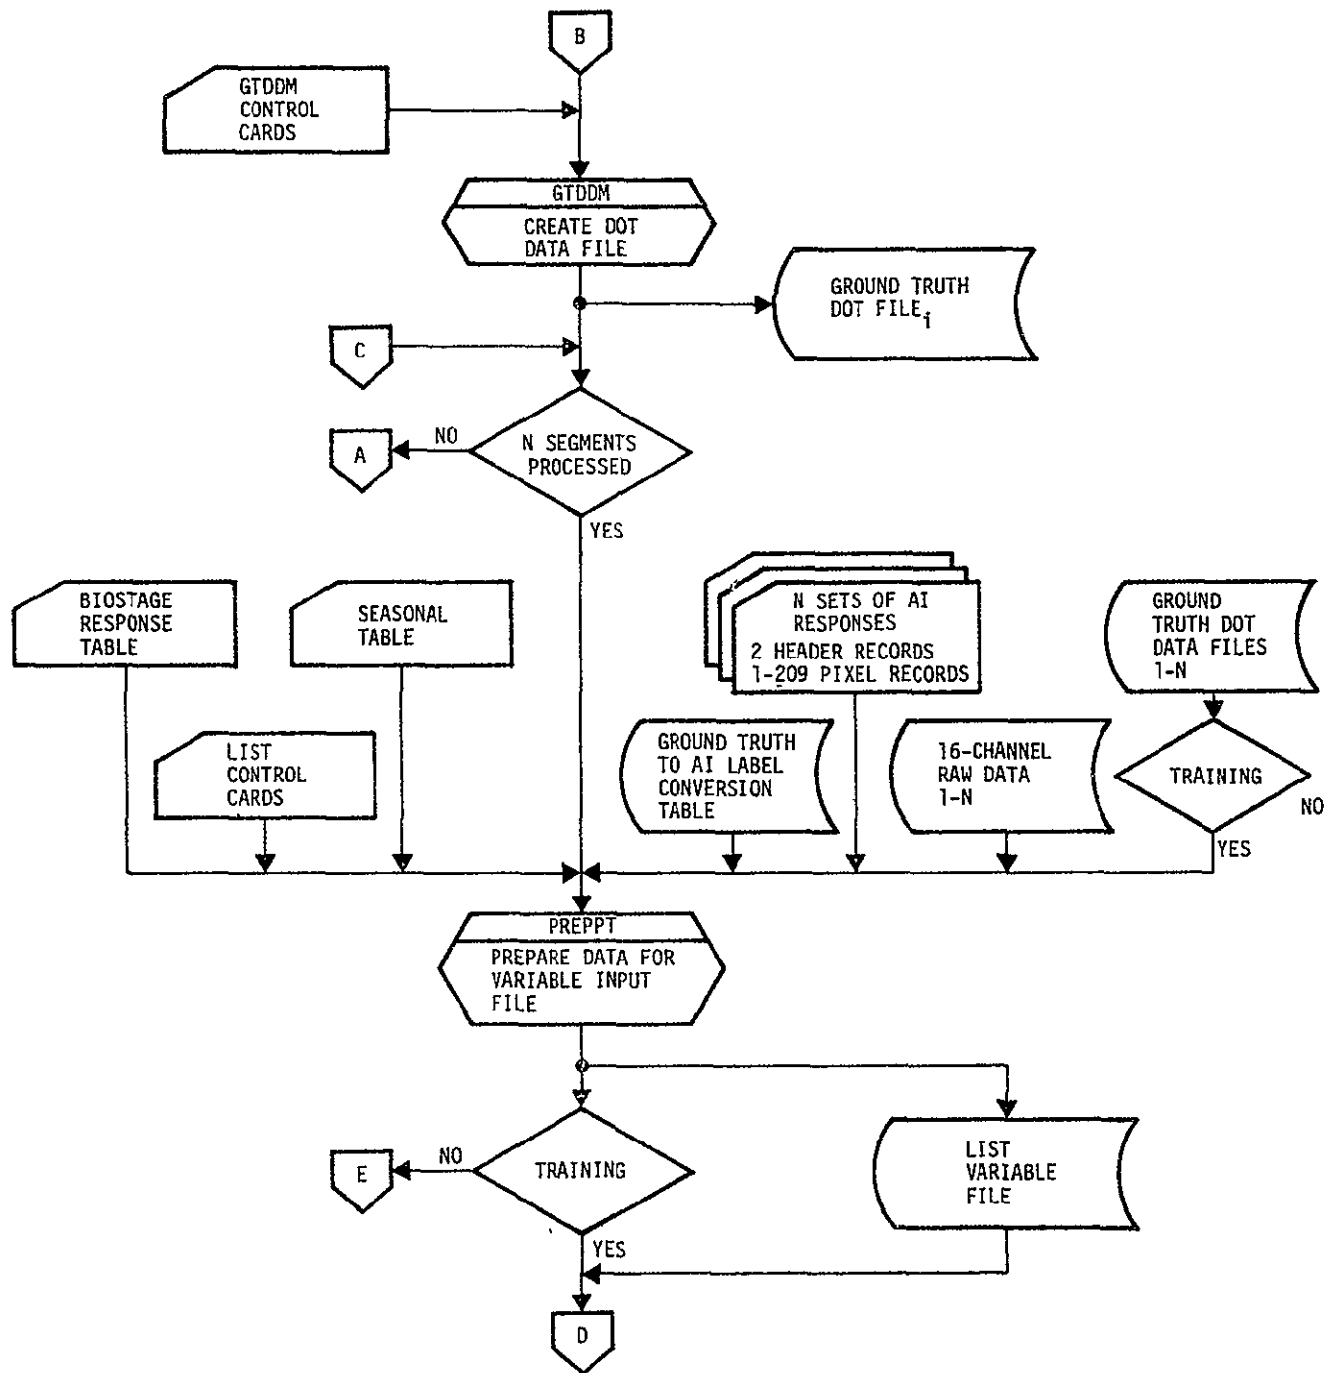 B
GTDDM
CONTROL
CARDS
GTDDM
CREATE DOT
DATA FILE
GROUND TRUTH
DOT FILEi
C
A
NO
N SEGMENTS
PROCESSED
YES
BIOSTAGE
RESPONSE
TABLE
SEASONAL
TABLE
N SETS OF AI
RESPONSES
2 HEADER RECORDS
1-209 PIXEL RECORDS
GROUND
TRUTH DOT
DATA FILES
1-N
LIST
CONTROL
CARDS
GROUND TRUTH
TO AI LABEL
CONVERSION
TABLE
16-CHANNEL
RAW DATA
1-N
TRAINING
NO
YES
PREPPT
PREPARE DATA FOR
VARIABLE INPUT
FILE
E
NO
TRAINING
YES
LIST
VARIABLE
FILE
D